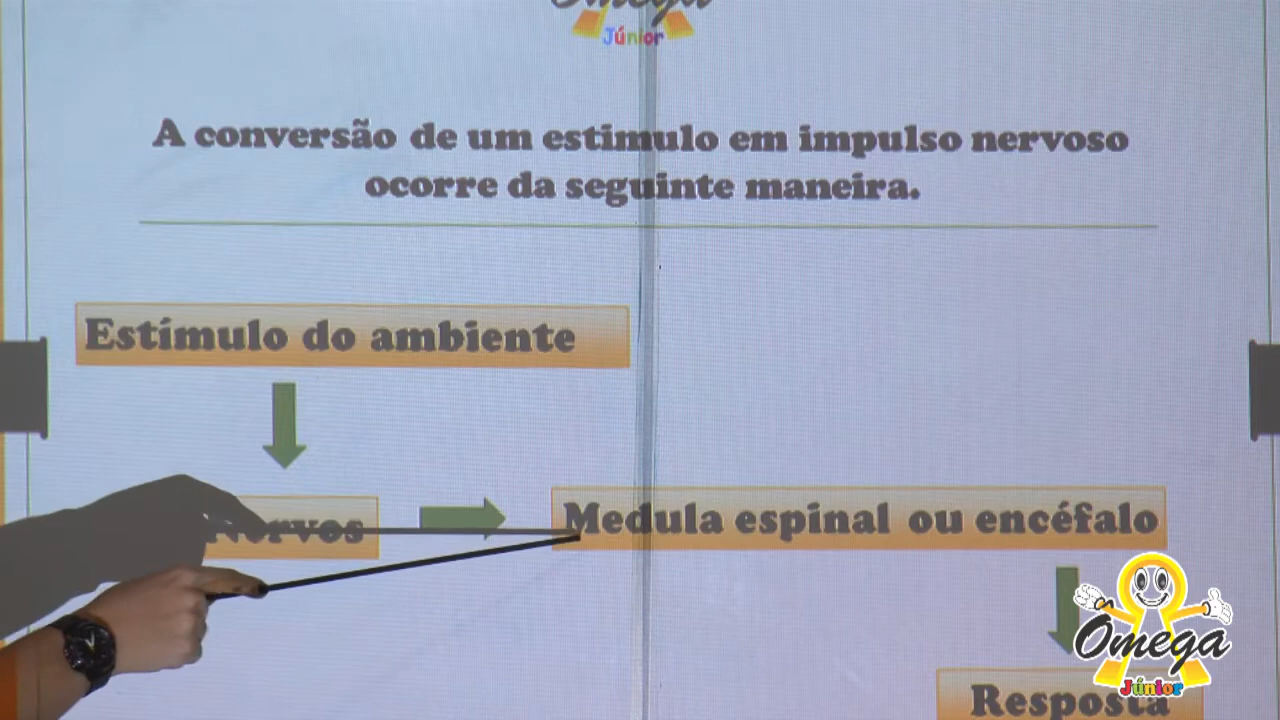 Ômega
Júnior
A conversão de um estimulo em impulso nervoso
ocorre da seguinte maneira.
Estímulo do ambiente
Nervos
Medula espinal ou encéfalo
Resposta
Ômega
Júnior